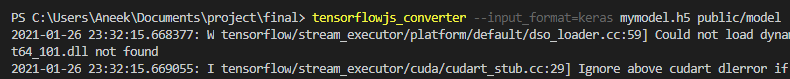 PS C:\Users\Aneek\Documents\project\final> tensorflowjs_converter --input_format=keras mymodel.h5 public/model
2021-01-26 23:32:15.668377: W tensorflow/stream_executor/platform/default/dso_loader.cc:59] Could not load dyna
t64_101.dll not found
2021-01-26 23:32:15.669055: I tensorflow/stream_executor/cuda/cudart_stub.cc:29] Ignore above cudart dlerror if